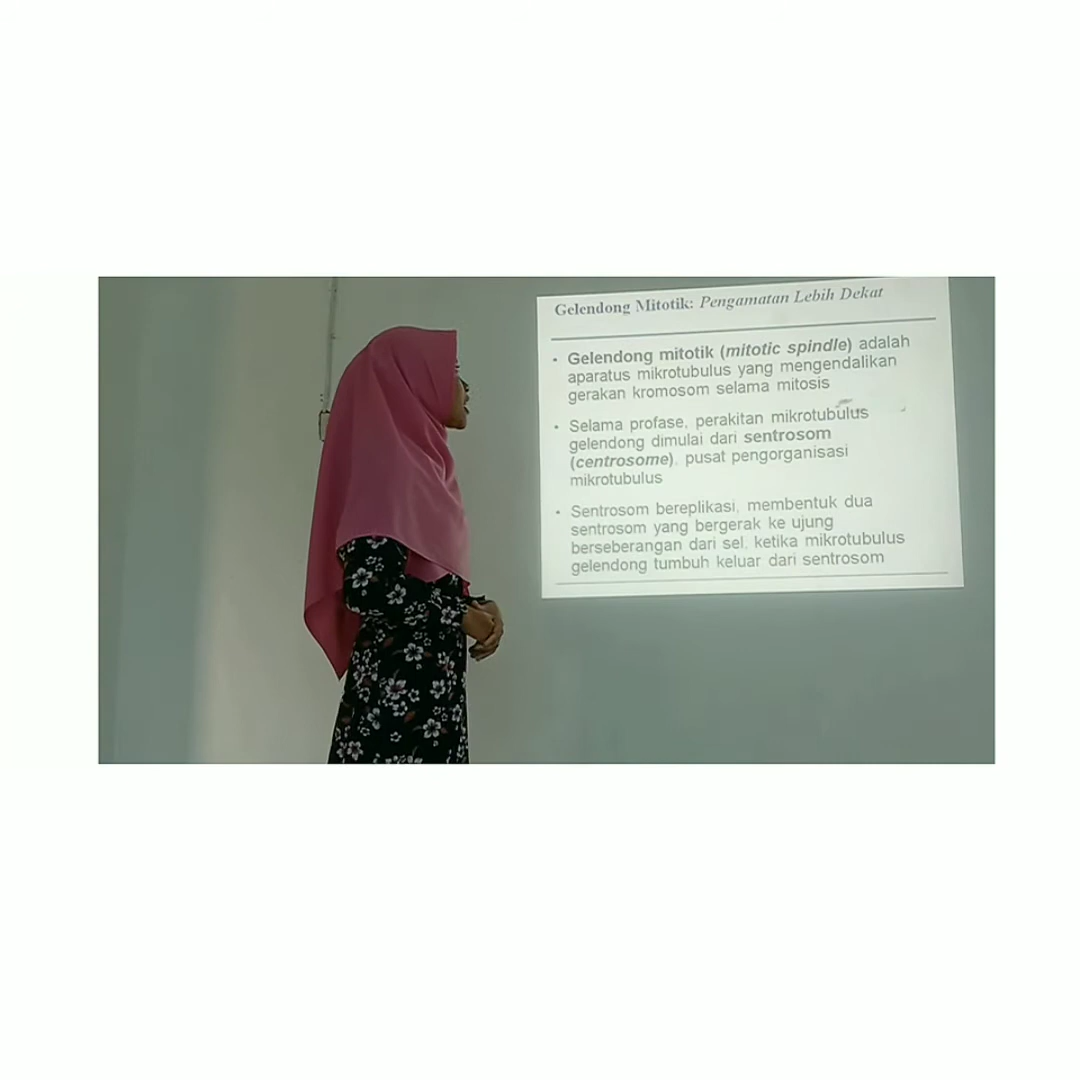 Gelendong Mitotik: Pengamatan Lebih Dekat
• Gelendong mitotik (mitotic spindle) adalah
aparatus mikrotubulus yang mengendalikan
gerakan kromosom selama mitosis
• Selama profase, perakitan mikrotubulus
gelendong dimulai dari sentrosom
(centrosome), pusat pengorganisasi
mikrotubulus
• Sentrosom bereplikasi, membentuk dua
sentrosom yang bergerak ke ujung
berseberangan dari sel, ketika mikrotubulus
gelendong tumbuh keluar dari sentrosom